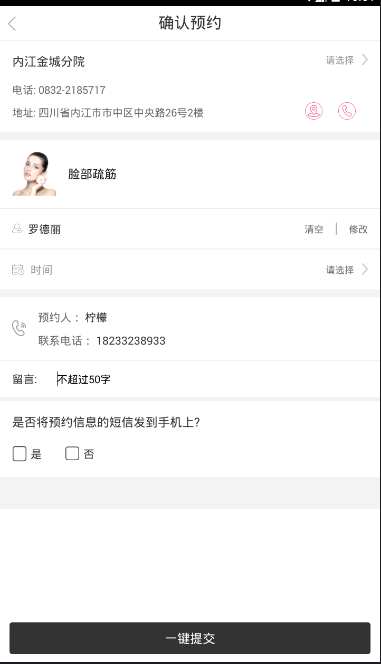 确认预约
内江金城分院 请选择
电话: 0832-2185717
地址: 四川省内江市市中区中央路26号2楼
脸部疏筋
罗德丽 清空 | 修改
时间 请选择
预约人： 柠檬
联系电话： 18233238933
留言: 不超过50字
是否将预约信息的短信发到手机上?
是 否
一键提交